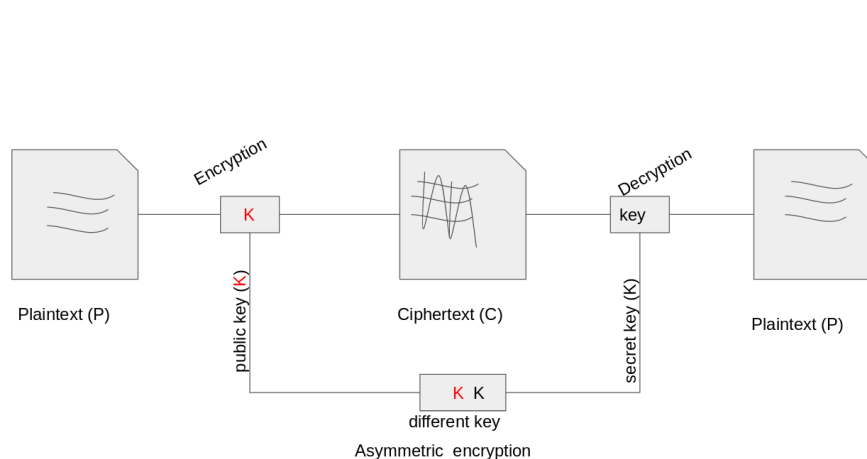 Encryption
Decryption
K
key
public key (K)
secret key (K)
Plaintext (P)
Ciphertext (C)
Plaintext (P)
K K
different key
Asymmetric encryption